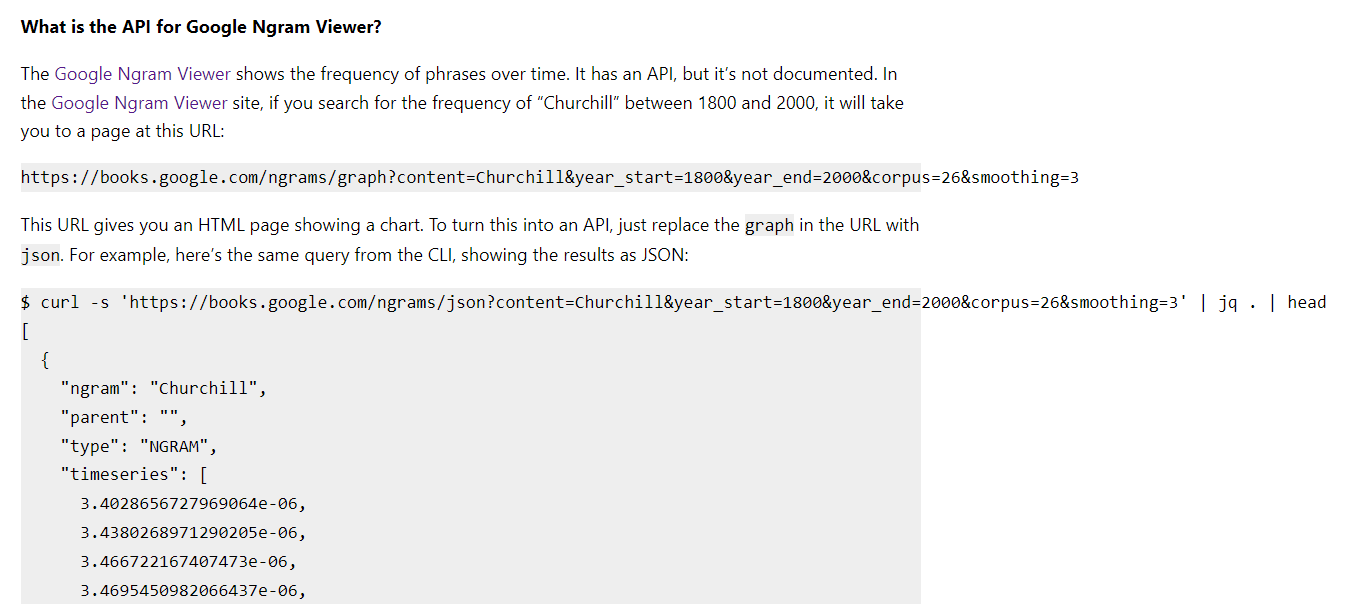 What is the API for Google Ngram Viewer?
The Google Ngram Viewer shows the frequency of phrases over time. It has an API, but it’s not documented. In
the Google Ngram Viewer site, if you search for the frequency of “Churchill” between 1800 and 2000, it will take
you to a page at this URL:
https://books.google.com/ngrams/graph?content=Churchill&year_start=1800&year_end=2000&corpus=26&smoothing=3
This URL gives you an HTML page showing a chart. To turn this into an API, just replace the graph in the URL with
json. For example, here’s the same query from the CLI, showing the results as JSON:
$ curl -s 'https://books.google.com/ngrams/json?content=Churchill&year_start=1800&year_end=2000&corpus=26&smoothing=3' | jq . | head
[
  {
    "ngram": "Churchill",
    "parent": "",
    "type": "NGRAM",
    "timeseries": [
      3.4028656727969064e-06,
      3.4380268971290205e-06,
      3.466722167407473e-06,
      3.4695450982066437e-06,